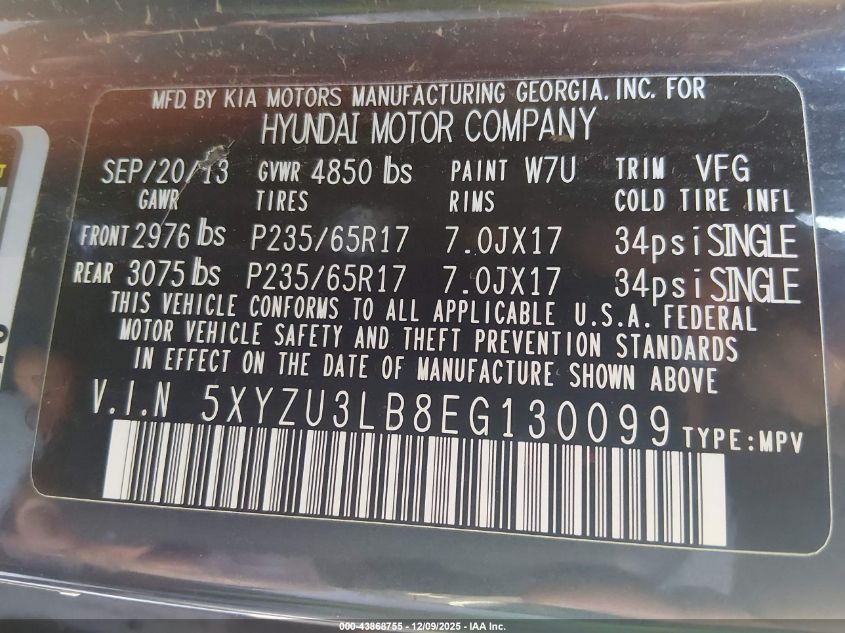 MFD. BY KIA MOTORS MANUFACTURING GEORGIA. INC. FOR
HYUNDAI MOTOR COMPANY
SEP/20/13 GVWR 4850 lbs PAINT W7U TRIM VFG
GAWR TIRES RIMS COLD TIRE INFL
FRONT 2976 lbs P235/65R17 7.0JX17 34psi SINGLE
REAR 3075 lbs P235/65R17 7.0JX17 34psi SINGLE
THIS VEHICLE CONFORMS TO ALL APPLICABLE U.S.A. FEDERAL
MOTOR VEHICLE SAFETY AND THEFT PREVENTION STANDARDS
IN EFFECT ON THE DATE OF MANUFACTURE SHOWN ABOVE
V.I.N 5XYZU3LB8EG130099 TYPE:MPV
000-43868755 - 12/09/2025 - IAA Inc.